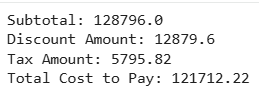 Subtotal: 128796.0
Discount Amount: 12879.6
Tax Amount: 5795.82
Total Cost to Pay: 121712.22